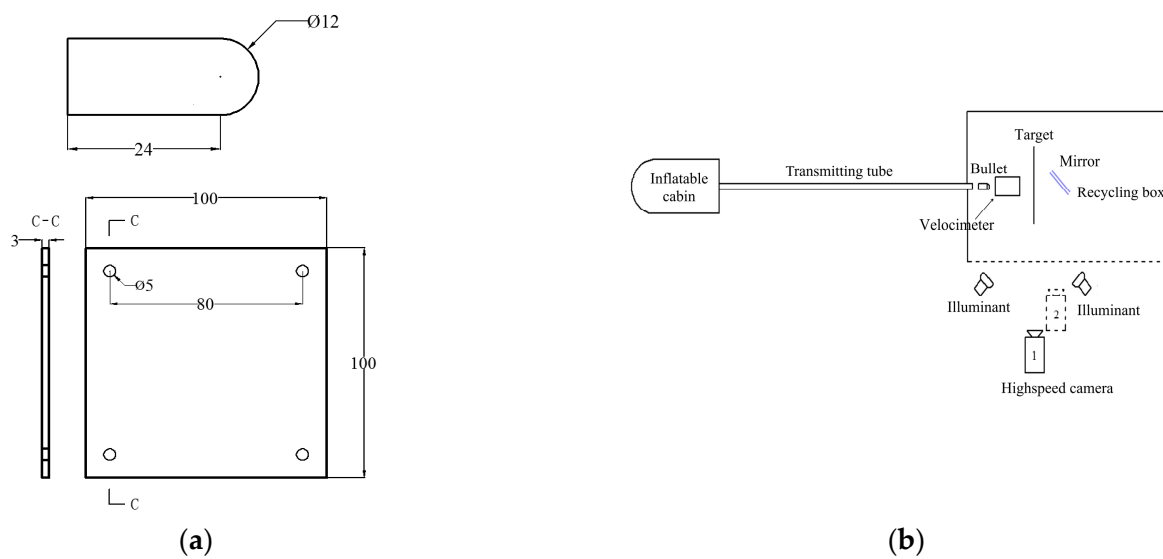 Ø12
24
100
C-C
C
3
Ø5
80
100
C
(a)
Target
Bullet
Mirror
Transmitting tube
Inflatable
cabin
Recycling box
Velocimeter
Illuminant
2
Illuminant
1
Highspeed camera
(b)